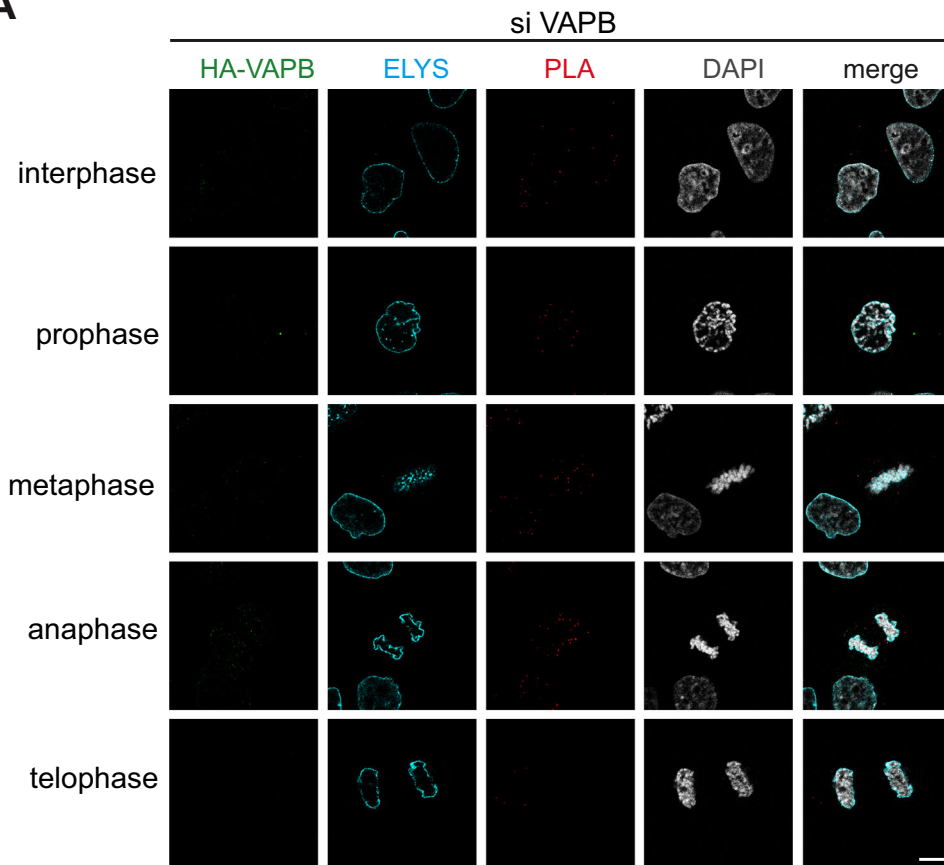 A
si VAPB
HA-VAPB ELYS PLA DAPI merge
interphase
prophase
metaphase
anaphase
telophase